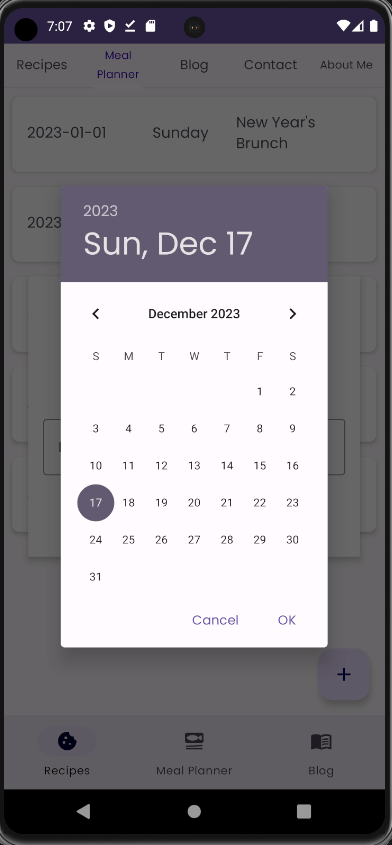 7:07
Recipes
Meal
Planner
Blog
Contact
About Me
2023-01-01
Sunday
New Year's
Brunch
2023
2023
Sun, Dec 17
December 2023
S M T W T F S
1 2
3 4 5 6 7 8 9
10 11 12 13 14 15 16
17 18 19 20 21 22 23
24 25 26 27 28 29 30
31
Cancel
OK
+
Recipes
Meal Planner
Blog